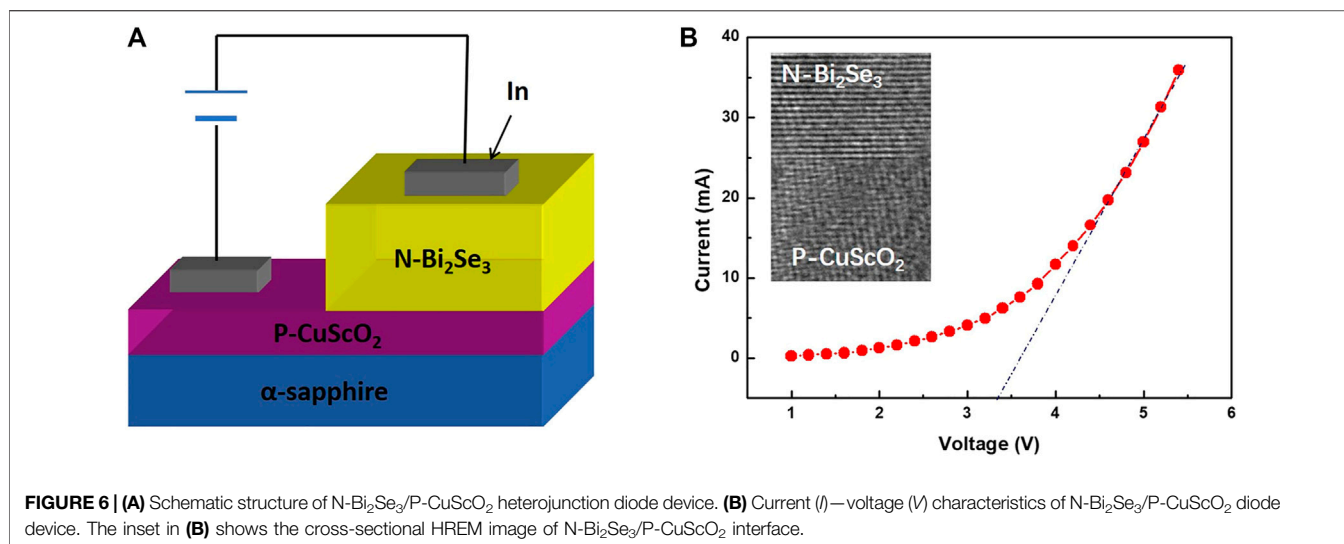 A
In
N-Bi₂Se₃
P-CuScO₂
α-sapphire
B
40
30
20
10
0
Current (mA)
N-Bi₂Se₃
P-CuScO₂
1 2 3 4 5 6
Voltage (V)
FIGURE 6 | (A) Schematic structure of N-Bi₂Se₃/P-CuScO₂ heterojunction diode device. (B) Current (I)—voltage (V) characteristics of N-Bi₂Se₃/P-CuScO₂ diode
device. The inset in (B) shows the cross-sectional HREM image of N-Bi₂Se₃/P-CuScO₂ interface.